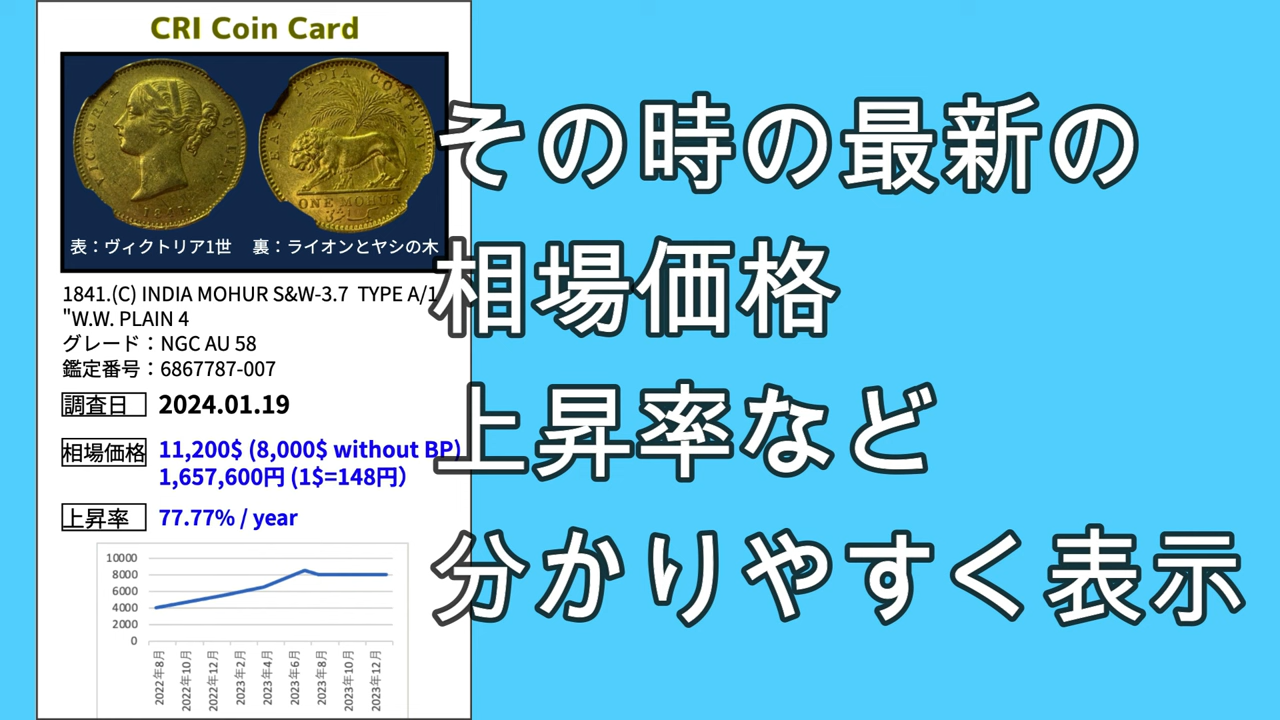 CRI Coin Card
VICTORIA QUEEN
1841
EAST INDIA COMPANY
ONE MOHUR
表：ヴィクトリア1世 裏：ライオンとヤシの木
1841.(C) INDIA MOHUR S&W-3.7 TYPE A/1
"W.W. PLAIN 4
グレード：NGC AU 58
鑑定番号：6867787-007
調査日 2024.01.19
相場価格 11,200$ (8,000$ without BP)
1,657,600円 (1$=148円）
上昇率 77.77% / year
10000
8000
6000
4000
2000
0
2022年8月
2022年10月
2022年12月
2023年2月
2023年4月
2023年6月
2023年8月
2023年10月
2023年12月
その時の最新の
相場価格
上昇率など
分かりやすく表示